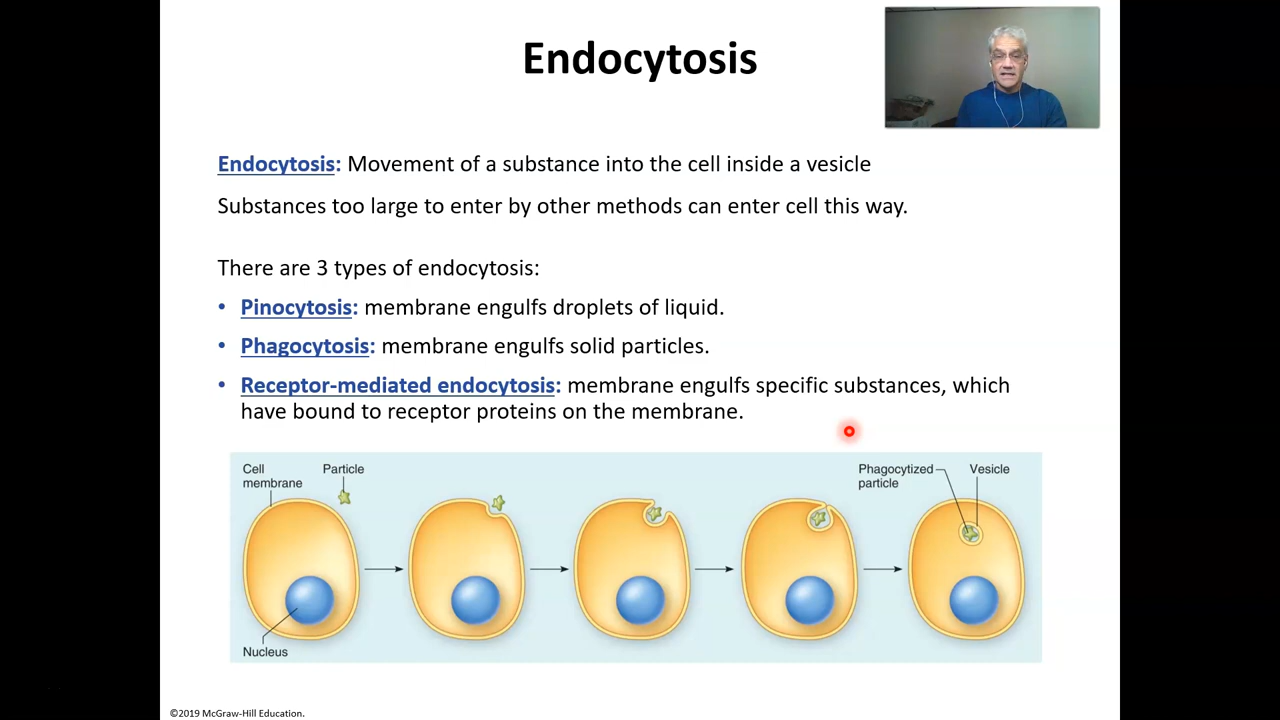 Endocytosis
Endocytosis: Movement of a substance into the cell inside a vesicle
Substances too large to enter by other methods can enter cell this way.
There are 3 types of endocytosis:
• Pinocytosis: membrane engulfs droplets of liquid.
• Phagocytosis: membrane engulfs solid particles.
• Receptor-mediated endocytosis: membrane engulfs specific substances, which
have bound to receptor proteins on the membrane.
Cell
membrane
Particle
Phagocytized
particle
Vesicle
Nucleus
©2019 McGraw-Hill Education.